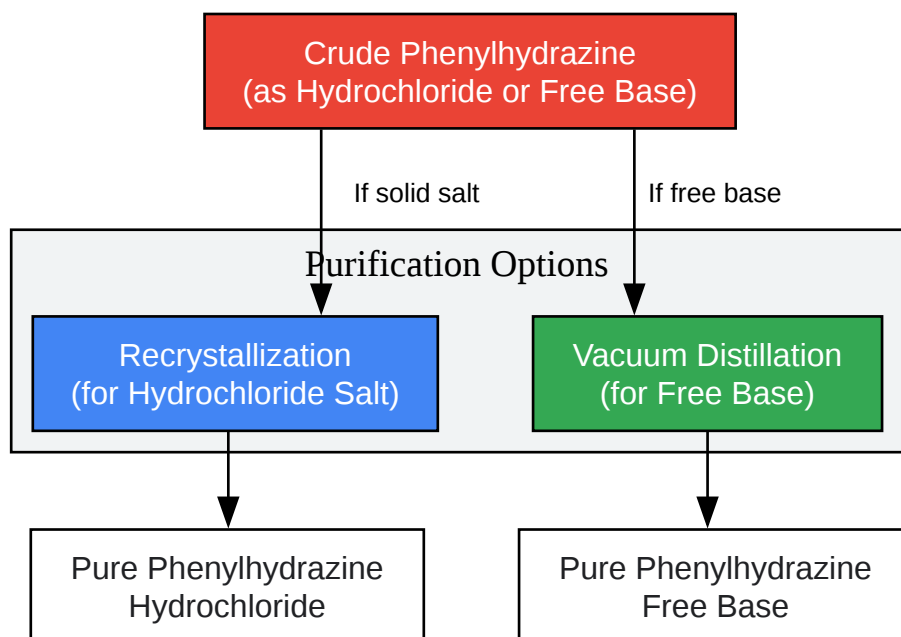 Crude Phenylhydrazine
(as Hydrochloride or Free Base)
If solid salt
If free base
Purification Options
Recrystallization
(for Hydrochloride Salt)
Vacuum Distillation
(for Free Base)
Pure Phenylhydrazine
Hydrochloride
Pure Phenylhydrazine
Free Base